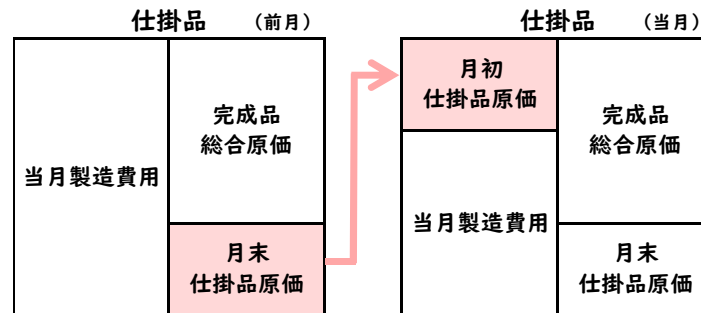 仕掛品 （前月）
当月製造費用
完成品
総合原価
月末
仕掛品原価
仕掛品 （当月）
月初
仕掛品原価
当月製造費用
完成品
総合原価
月末
仕掛品原価